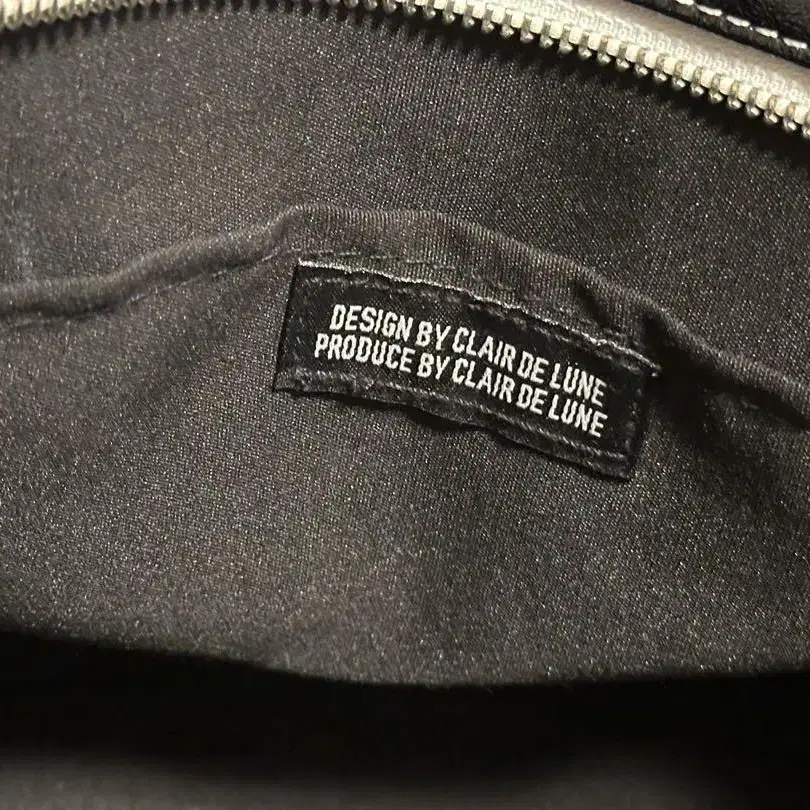 DESIGN BY CLAIR DE LUNE
PRODUCE BY CLAIR DE LUNE